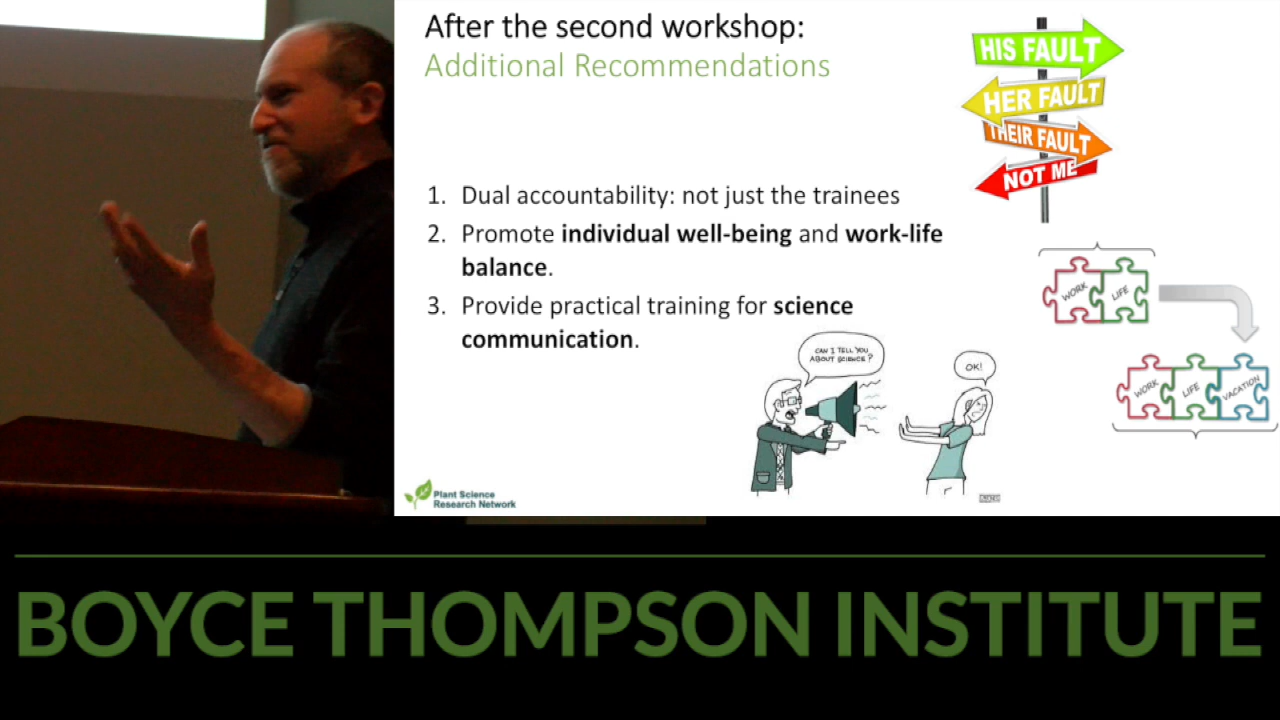 After the second workshop:
Additional Recommendations
HIS FAULT
HER FAULT
THEIR FAULT
NOT ME
1. Dual accountability: not just the trainees
2. Promote individual well-being and work-life
balance.
3. Provide practical training for science
communication.
WORK
LIFE
CAN I TELL YOU
ABOUT SCIENCE?
OK!
WORK
LIFE
VACATION
Plant Science
Research Network
BOYCE THOMPSON INSTITUTE